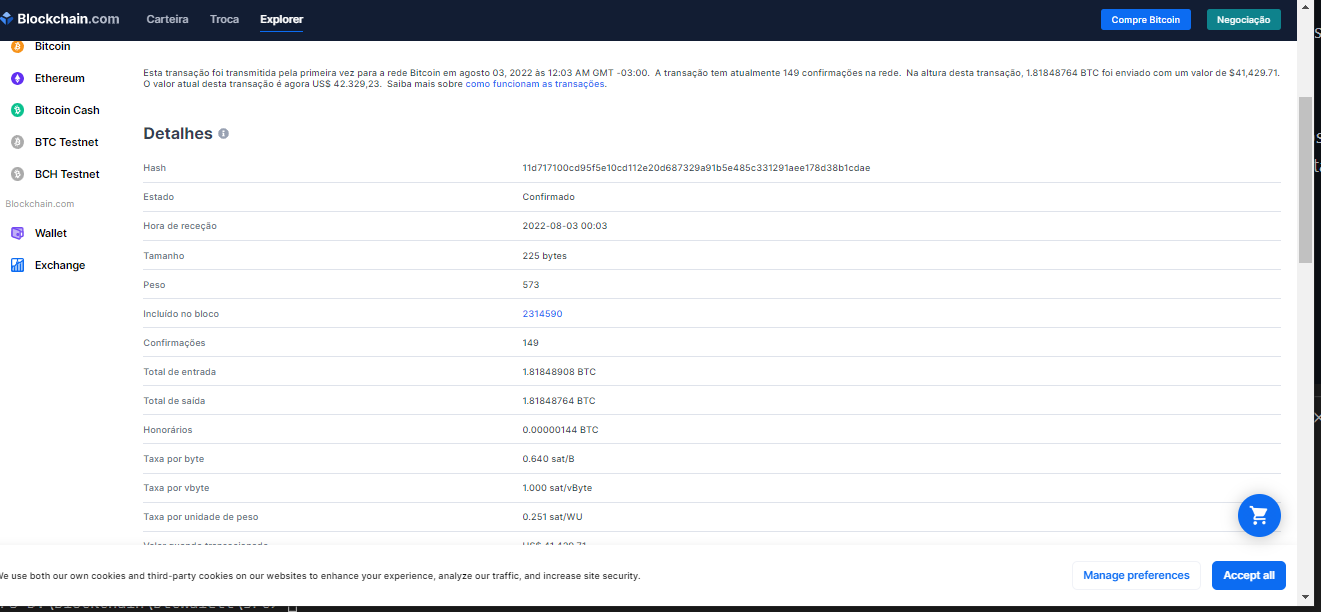 Blockchain.com Carteira Troca Explorer Compre Bitcoin Negociação
Bitcoin
Ethereum
Bitcoin Cash
BTC Testnet
BCH Testnet
Blockchain.com
Wallet
Exchange
Esta transação foi transmitida pela primeira vez para a rede Bitcoin em agosto 03, 2022 às 12:03 AM GMT -03:00. A transação tem atualmente 149 confirmações na rede. Na altura desta transação, 1.81848764 BTC foi enviado com um valor de $41,429.71.
O valor atual desta transação é agora US$ 42.329,23. Saiba mais sobre como funcionam as transações.
Detalhes
Hash 11d717100cd95f5e10cd112e20d687329a91b5e485c331291aee178d38b1cdae
Estado Confirmado
Hora de receção 2022-08-03 00:03
Tamanho 225 bytes
Peso 573
Incluído no bloco 2314590
Confirmações 149
Total de entrada 1.81848908 BTC
Total de saída 1.81848764 BTC
Honorários 0.00000144 BTC
Taxa por byte 0.640 sat/B
Taxa por vbyte 1.000 sat/vByte
Taxa por unidade de peso 0.251 sat/WU
Valor quando transacionado US$ 41,429.71
We use both our own cookies and third-party cookies on our websites to enhance your experience, analyze our traffic, and increase site security.
Manage preferences Accept all